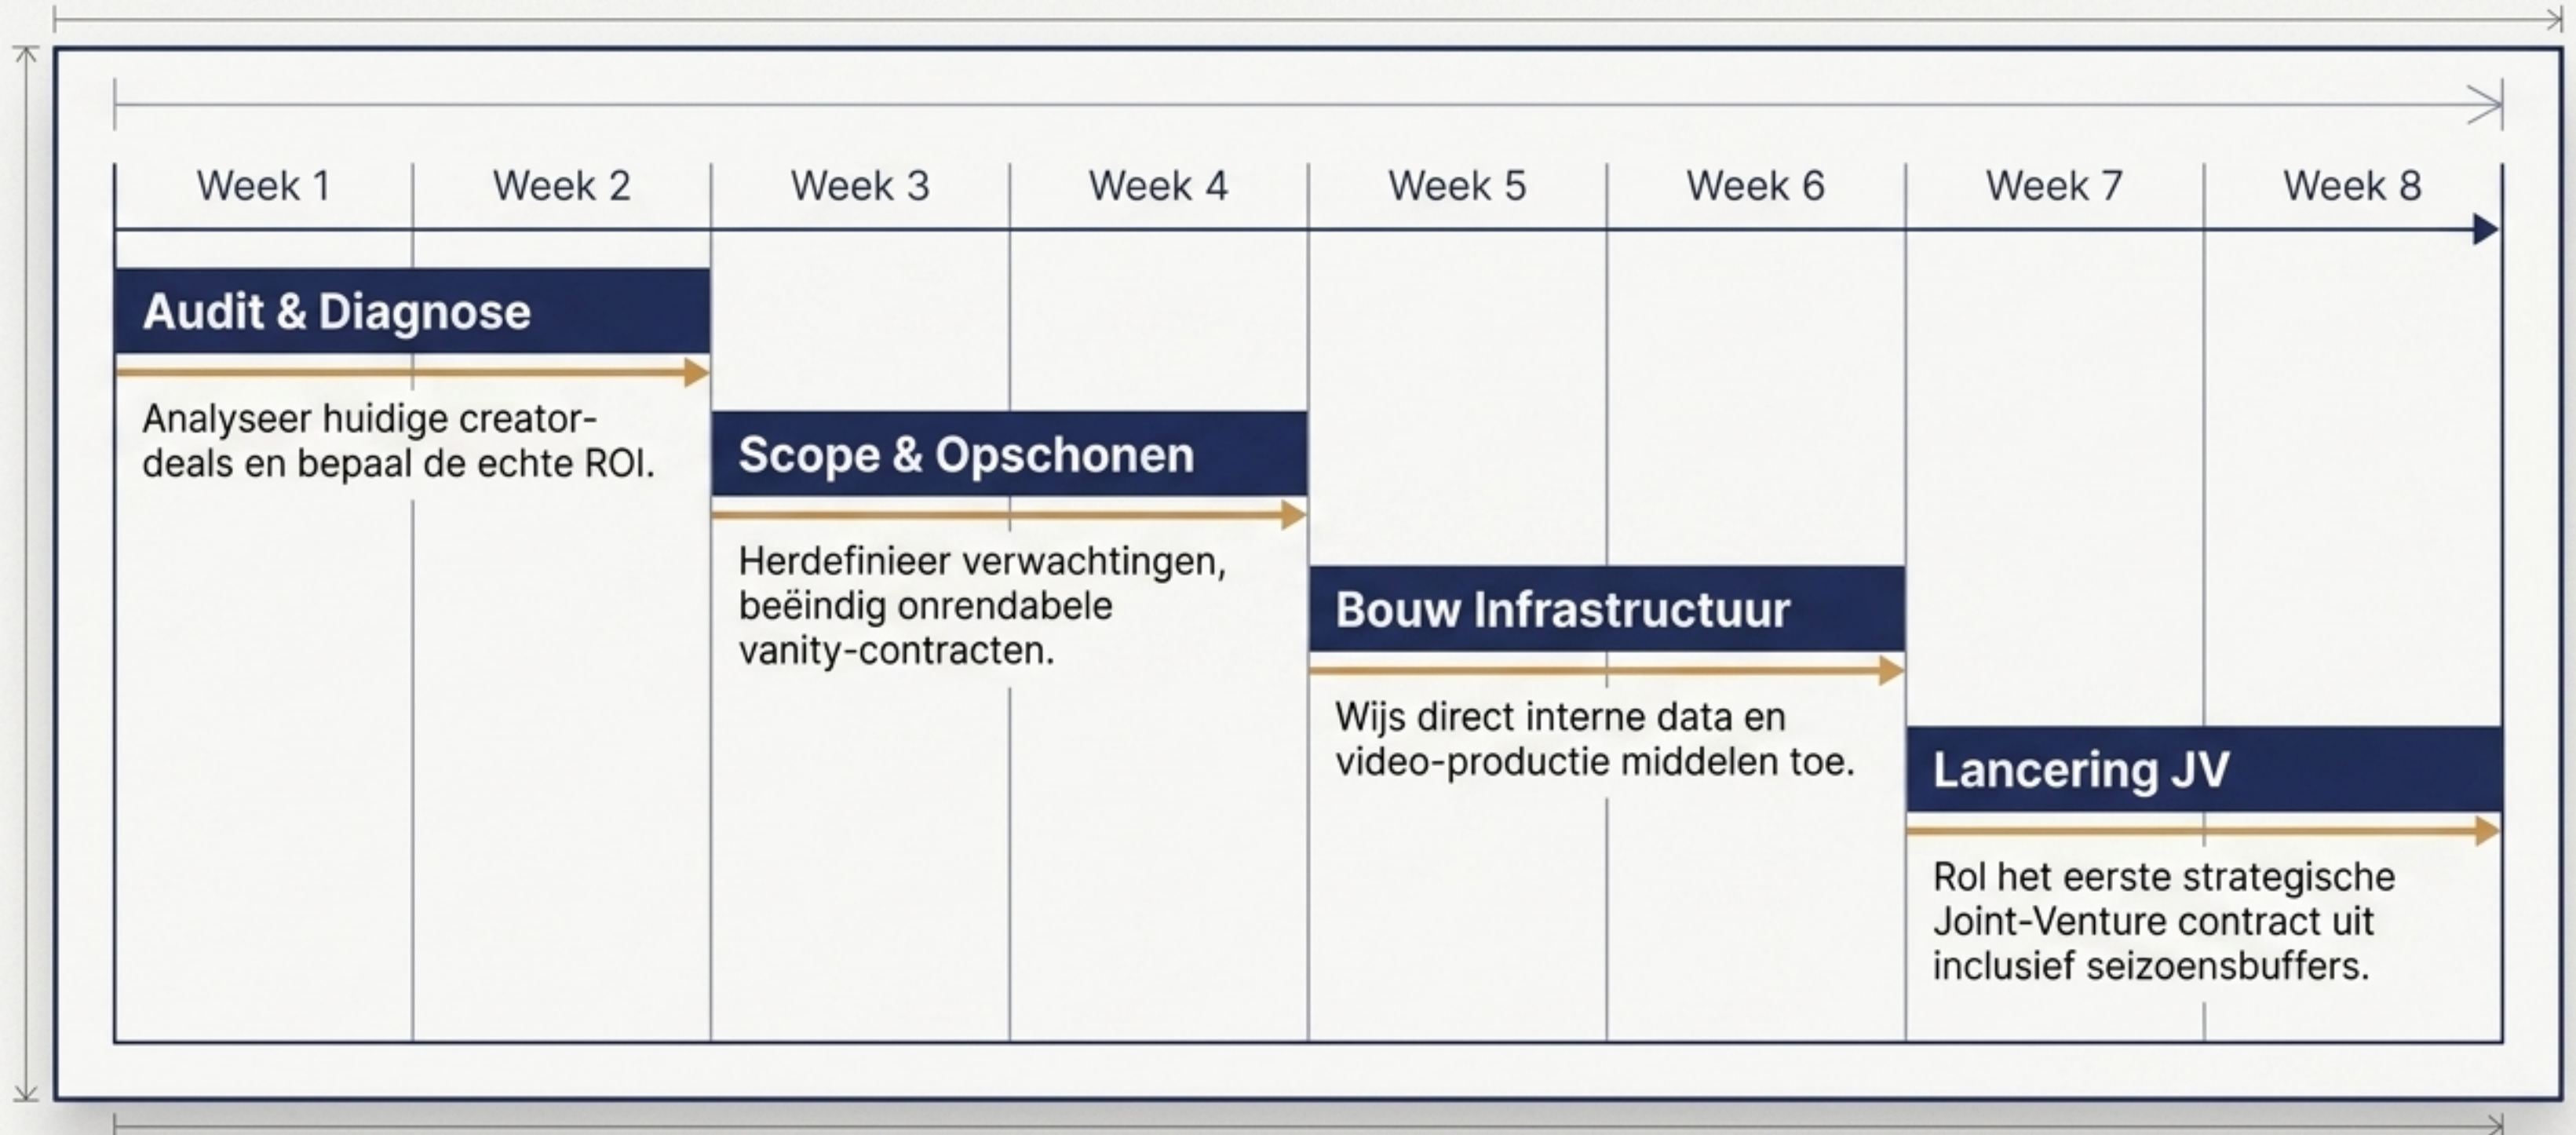 Week 1
Week 2
Week 3
Week 4
Week 5
Week 6
Week 7
Week 8
Audit & Diagnose
Analyseer huidige creator-
deals en bepaal de echte ROI.
Scope & Opschonen
Herdefinieer verwachtingen,
beëindig onrendabele
vanity-contracten.
Bouw Infrastructuur
Wijs direct interne data en
video-productie middelen toe.
Lancering JV
Rol het eerste strategische
Joint-Venture contract uit
inclusief seizoensbuffers.